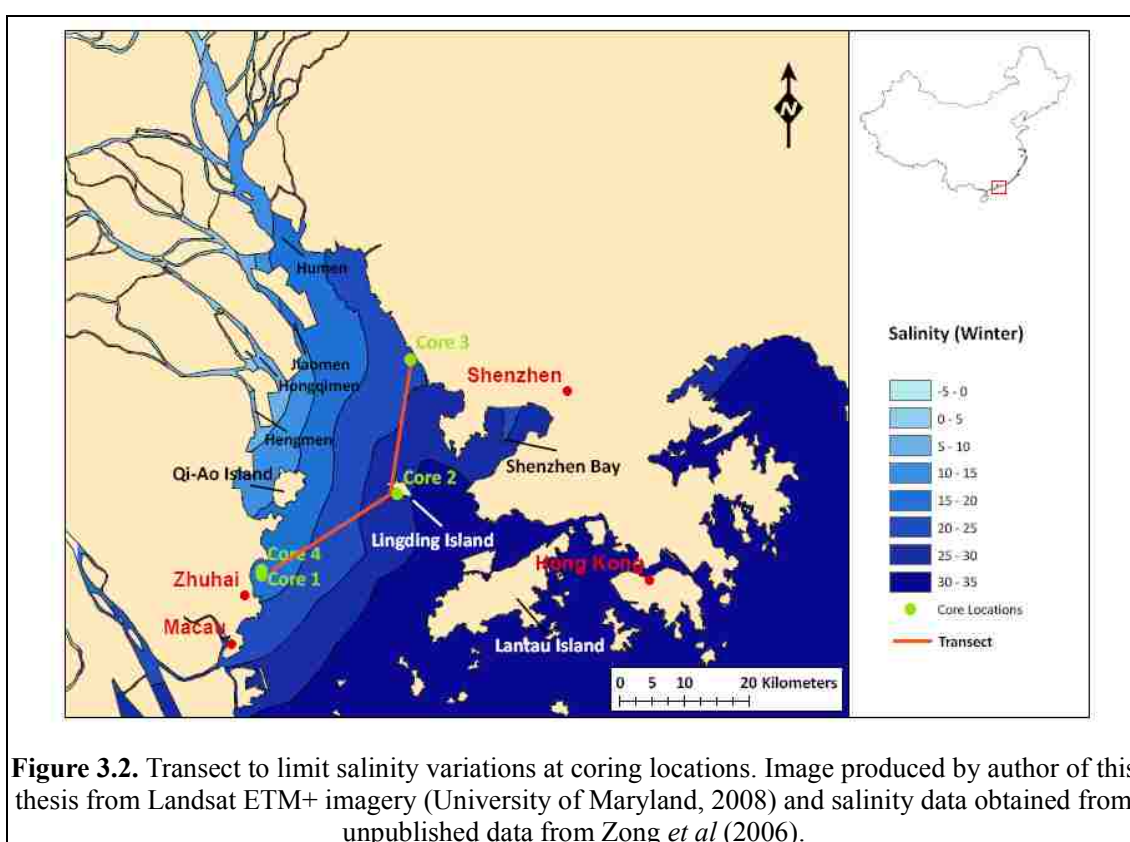 N
Humen
Core 3
Shenzhen
Jiaomen
Hongqimen
Hengmen
Shenzhen Bay
Qi-Ao Island
Core 2
Lingding Island
Core 4
Core 1
Zhuhai
Hong Kong
Macau
Lantau Island
0 5 10 20 Kilometers
Salinity (Winter)
-5 - 0
0 - 5
5 - 10
10 - 15
15 - 20
20 - 25
25 - 30
30 - 35
Core Locations
Transect
Figure 3.2. Transect to limit salinity variations at coring locations. Image produced by author of this
thesis from Landsat ETM+ imagery (University of Maryland, 2008) and salinity data obtained from
unpublished data from Zong et al (2006).